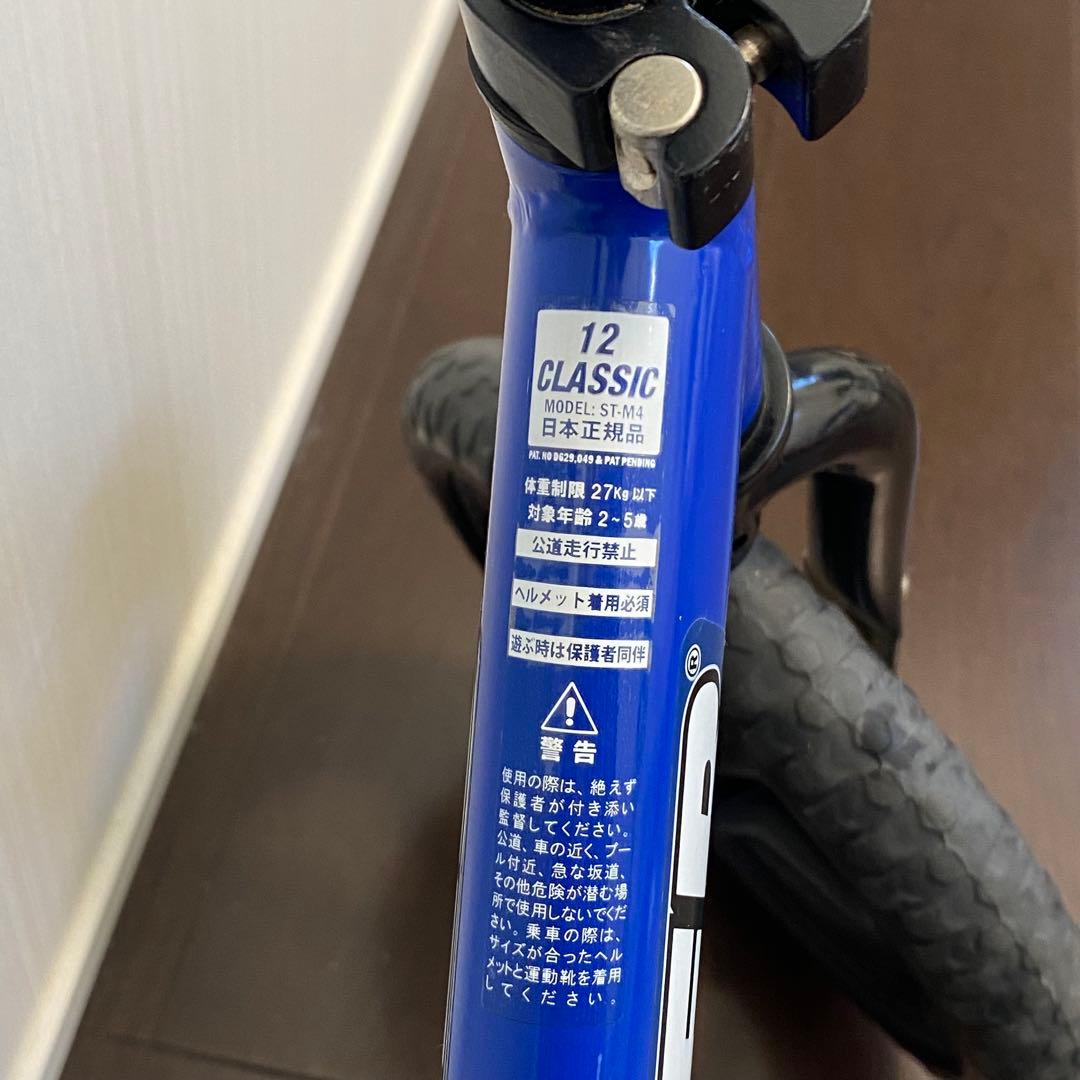 12
CLASSIC
MODEL: ST-M4
日本正規品
PAT. NO D629,049 & PAT PENDING
体重制限 27Kg 以下
対象年齢 2~5歳
公道走行禁止
ヘルメット着用必須
遊ぶ時は保護者同伴
警告
使用の際は、絶えず
保護者が付き添い
監督してください。
公道、車の近く、プー
ル付近、急な坂道、
その他危険が潜む場
所で使用しないでくだ
さい。乗車の際は、
サイズが合ったヘル
メットと運動靴を着用
してください。
®